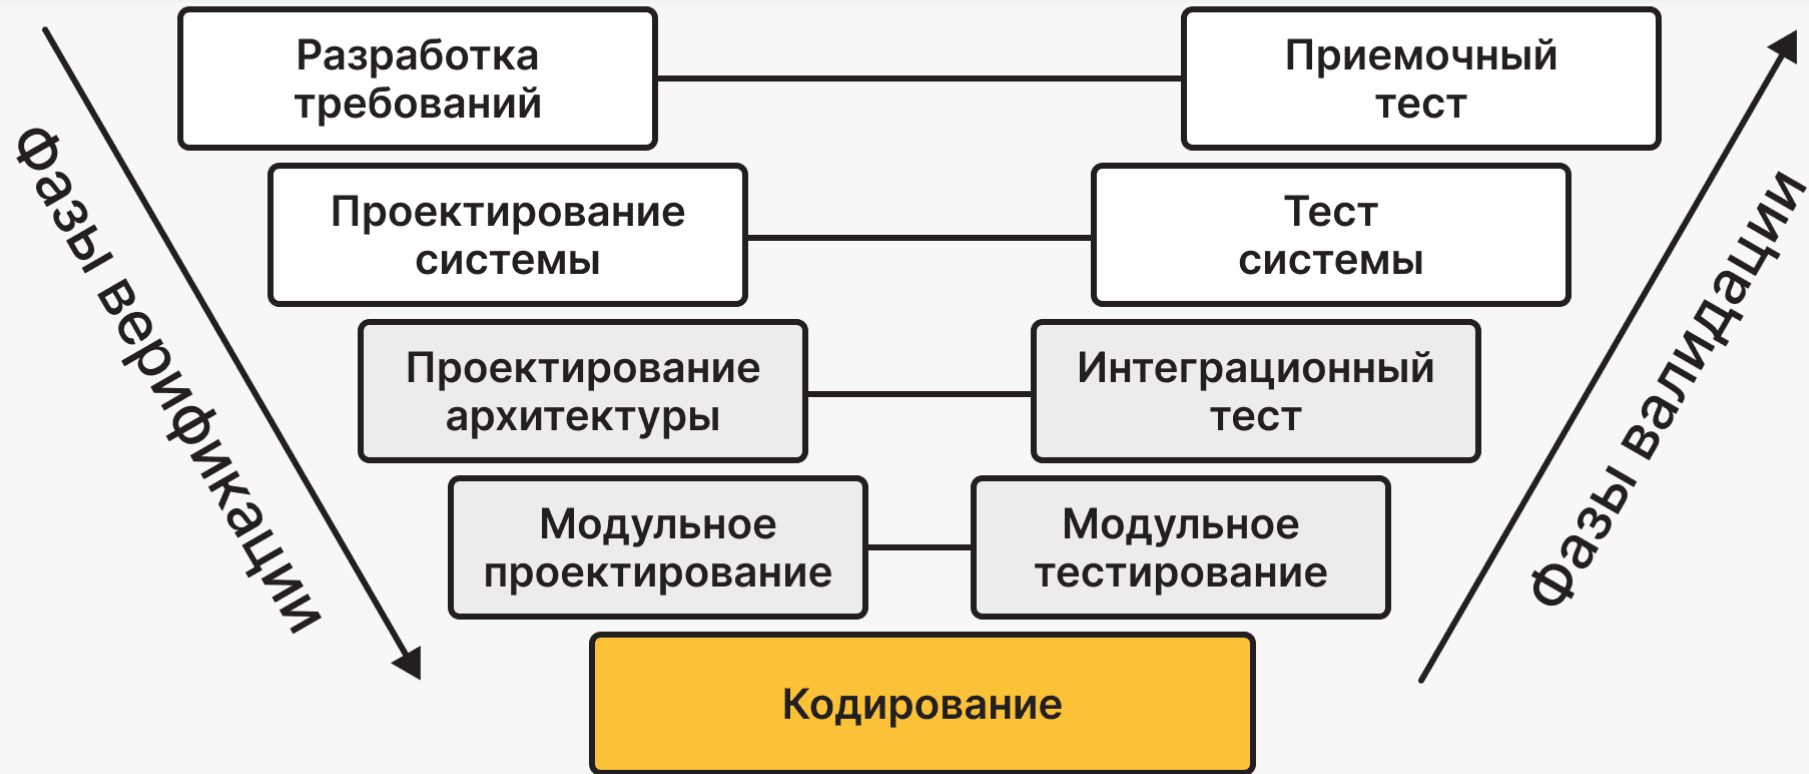 Разработка
требований
Приемочный
тест
Проектирование
системы
Тест
системы
Проектирование
архитектуры
Интеграционный
тест
Модульное
проектирование
Модульное
тестирование
Кодирование
Фазы верификации
Фазы валидации